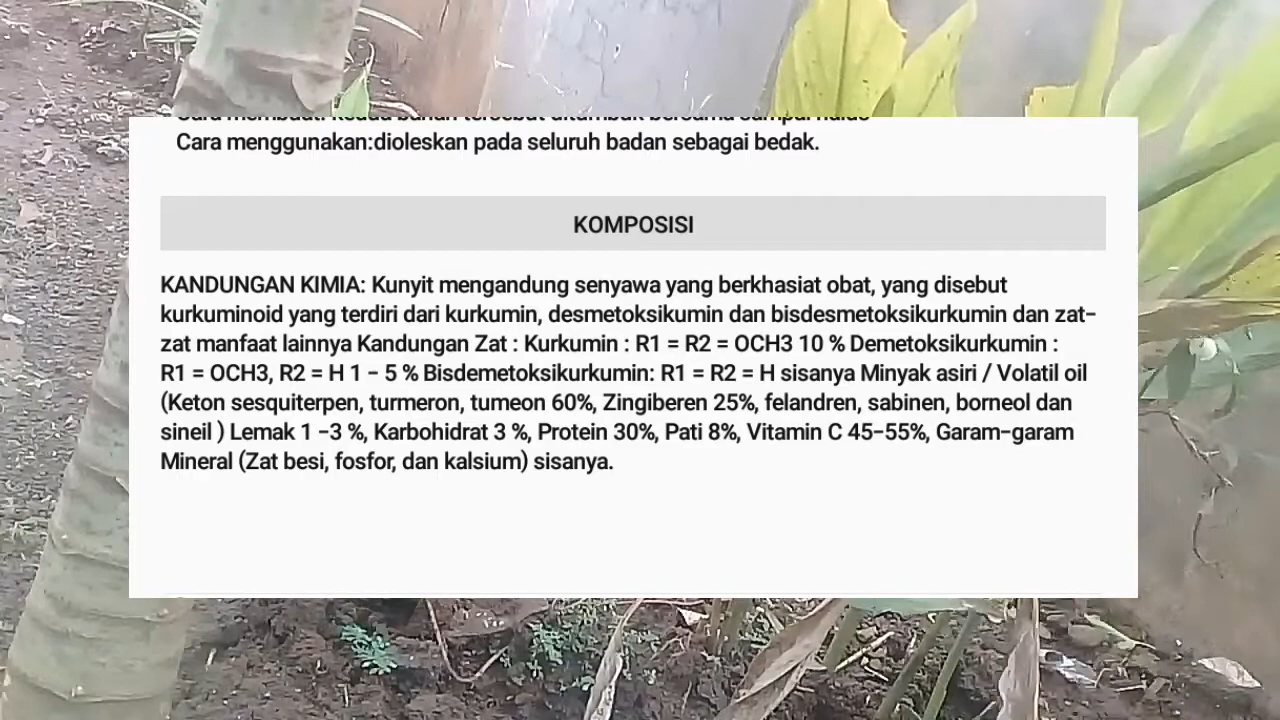 Cara menggunakan:dioleskan pada seluruh badan sebagai bedak.
KOMPOSISI
KANDUNGAN KIMIA: Kunyit mengandung senyawa yang berkhasiat obat, yang disebut
kurkuminoid yang terdiri dari kurkumin, desmetoksikumin dan bisdesmetoksikurkumin dan zat-
zat manfaat lainnya Kandungan Zat : Kurkumin : R1 = R2 = OCH3 10 % Demetoksikurkumin :
R1 = OCH3, R2 = H 1 - 5 % Bisdemetoksikurkumin: R1 = R2 = H sisanya Minyak asiri / Volatil oil
(Keton sesquiterpen, turmeron, tumeon 60%, Zingiberen 25%, felandren, sabinen, borneol dan
sineil ) Lemak 1 -3 %, Karbohidrat 3 %, Protein 30%, Pati 8%, Vitamin C 45-55%, Garam-garam
Mineral (Zat besi, fosfor, dan kalsium) sisanya.